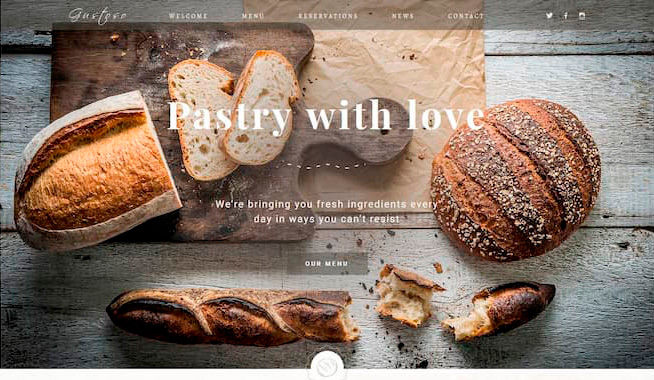 Gustoso
WELCOME
MENU
RESERVATIONS
NEWS
CONTACT
Pastry with love
We're bringing you fresh ingredients every
day in ways you can't resist
OUR MENU